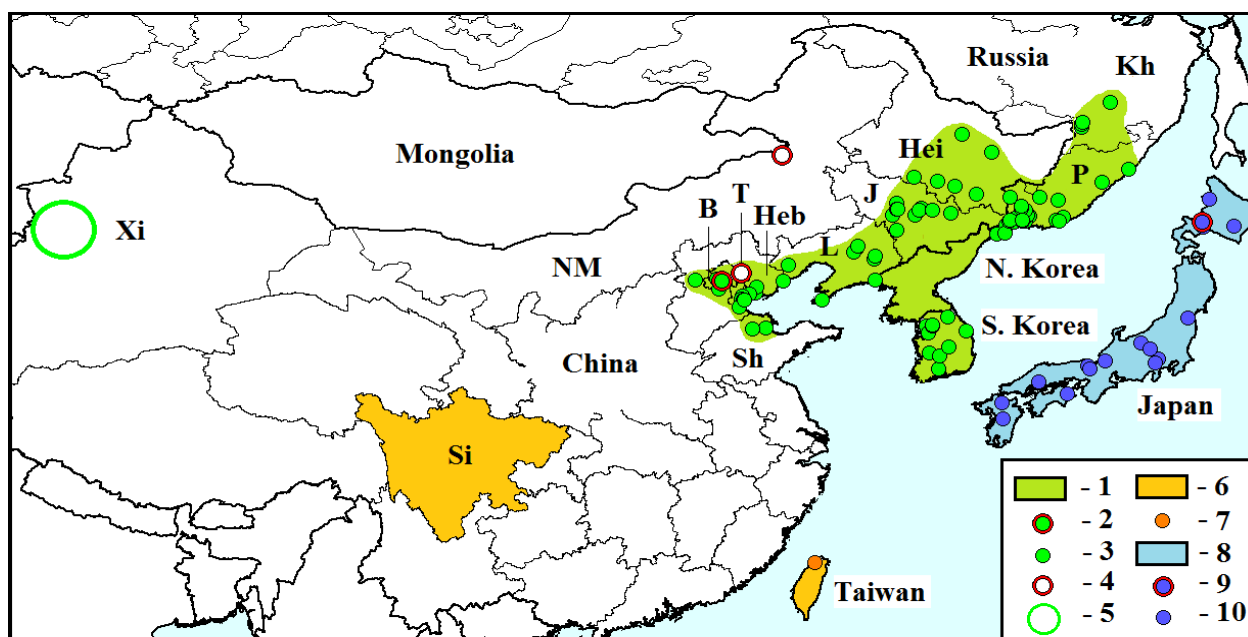 Russia
Kh
Mongolia
Hei
P
J
T
B
Heb
Xi
L
NM
N. Korea
S. Korea
China
Sh
Japan
Si
Taiwan
- 1
- 2
- 3
- 4
- 5
- 6
- 7
- 8
- 9
- 10